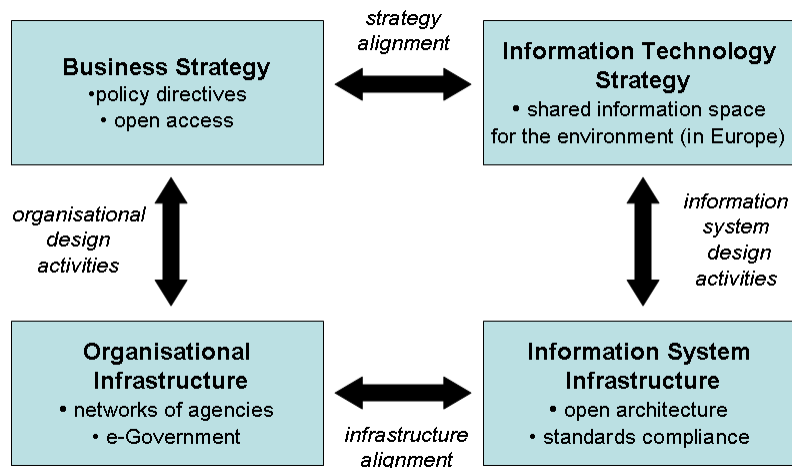 Business Strategy
•policy directives
• open access
strategy
alignment
Information Technology
Strategy
• shared information space
for the environment (in Europe)
organisational
design
activities
information
system
design
activities
Organisational
Infrastructure
• networks of agencies
• e-Government
infrastructure
alignment
Information System
Infrastructure
• open architecture
• standards compliance